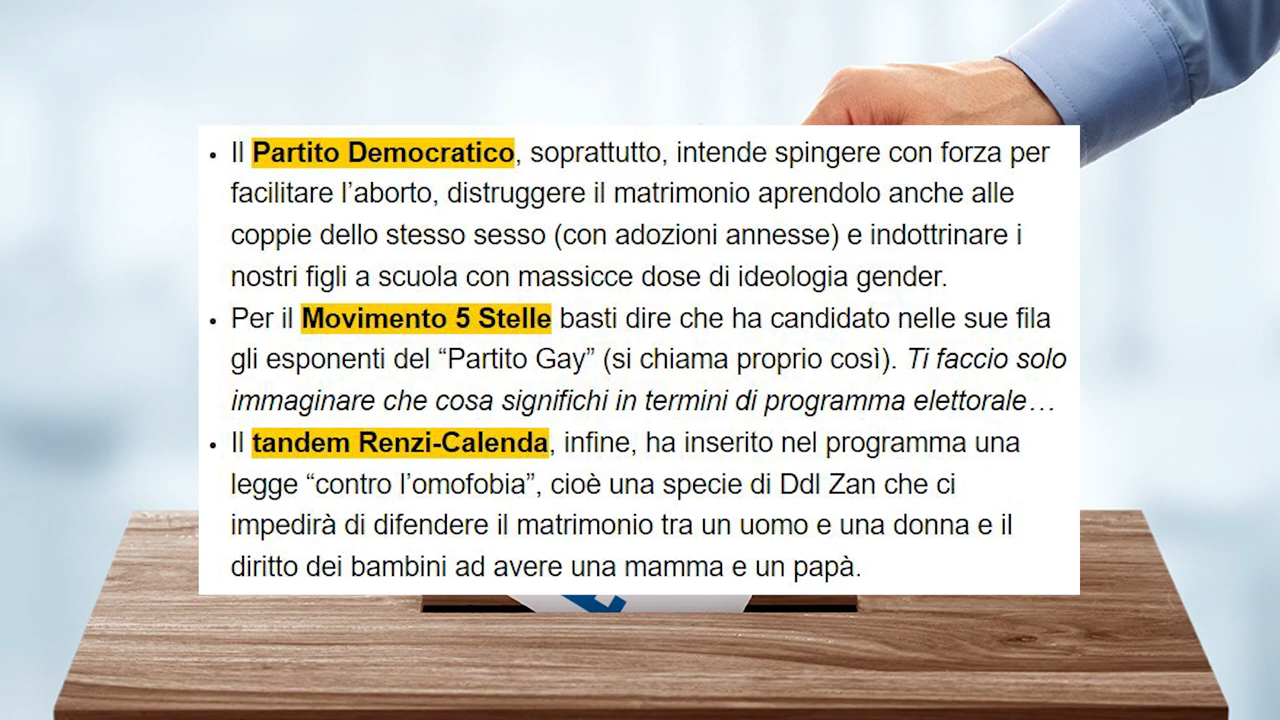 • Il Partito Democratico, soprattutto, intende spingere con forza per
facilitare l’aborto, distruggere il matrimonio aprendolo anche alle
coppie dello stesso sesso (con adozioni annesse) e indottrinare i
nostri figli a scuola con massicce dose di ideologia gender.
• Per il Movimento 5 Stelle basti dire che ha candidato nelle sue fila
gli esponenti del “Partito Gay” (si chiama proprio così). Ti faccio solo
immaginare che cosa significhi in termini di programma elettorale…
• Il tandem Renzi-Calenda, infine, ha inserito nel programma una
legge “contro l’omofobia”, cioè una specie di Ddl Zan che ci
impedirà di difendere il matrimonio tra un uomo e una donna e il
diritto dei bambini ad avere una mamma e un papà.